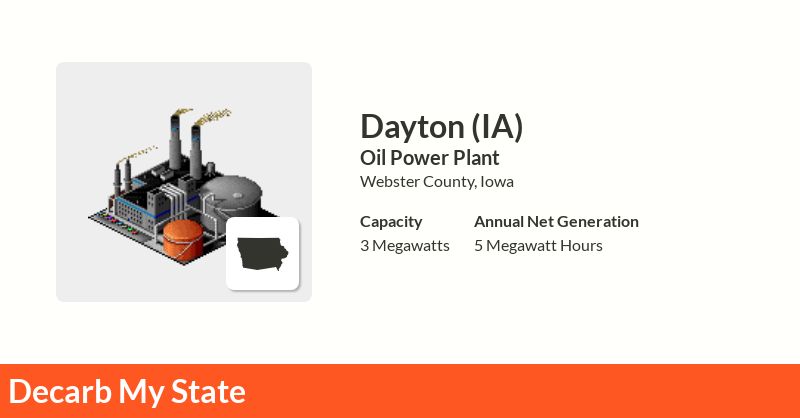 Dayton (IA)
Oil Power Plant
Webster County, Iowa
Capacity
3 Megawatts
Annual Net Generation
5 Megawatt Hours
Decarb My State